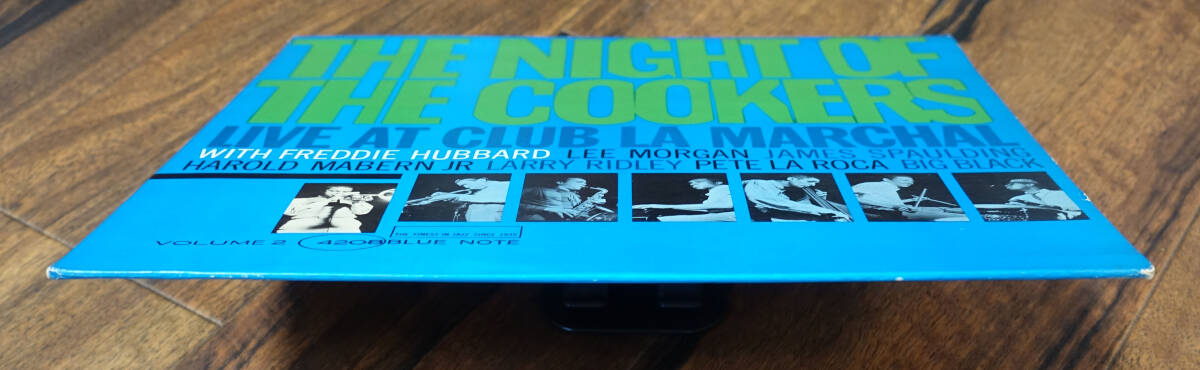 THE NIGHT OF
THE COOKERS
LIVE AT CLUB LA MARCHAL
WITH FREDDIE HUBBARD LEE MORGAN JAMES SPAULDING
HAROLD MABERN JR LARRY RIDLEY PETE LA ROCA BIG BLACK
THE FINEST IN JAZZ SINCE 1939
VOLUME 2 4208 BLUE NOTE